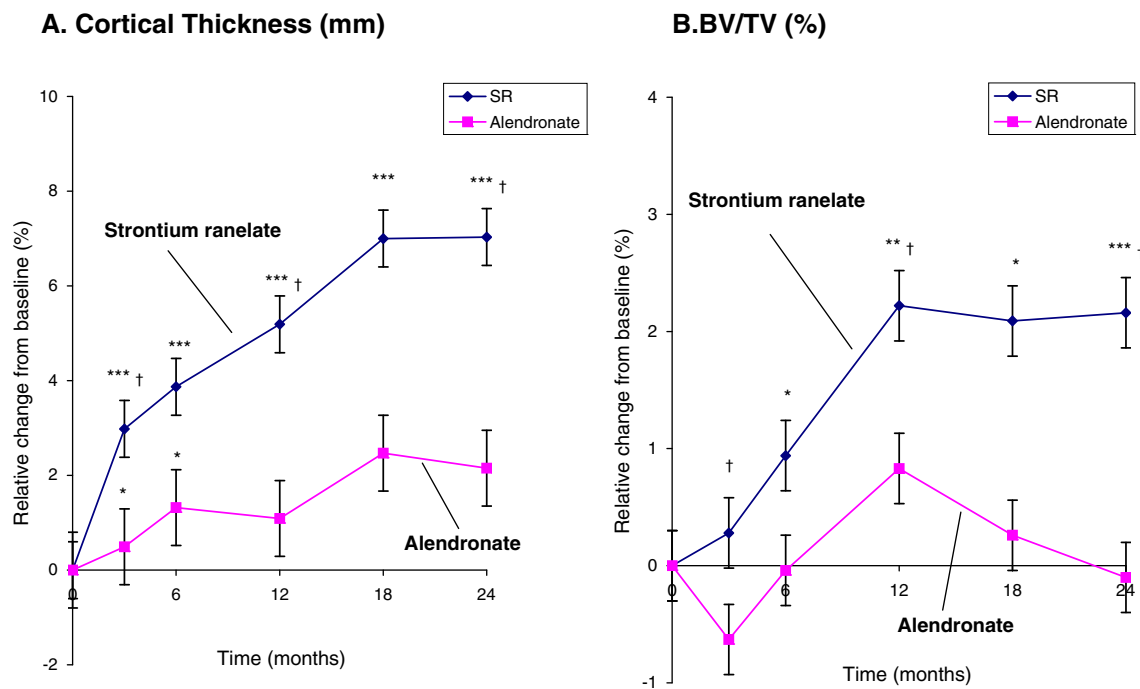 A. Cortical Thickness (mm)
10
8
6
4
2
0
-2
Relative change from baseline (%)
SR
Alendronate
*** †
***
*** †
***
*** †
*
*
Strontium ranelate
Alendronate
0
6
12
18
24
Time (months)
B.BV/TV (%)
4
3
2
1
0
-1
Relative change from baseline (%)
SR
Alendronate
Strontium ranelate
†
*
** †
*
***
Alendronate
0
6
12
18
24
Time (months)